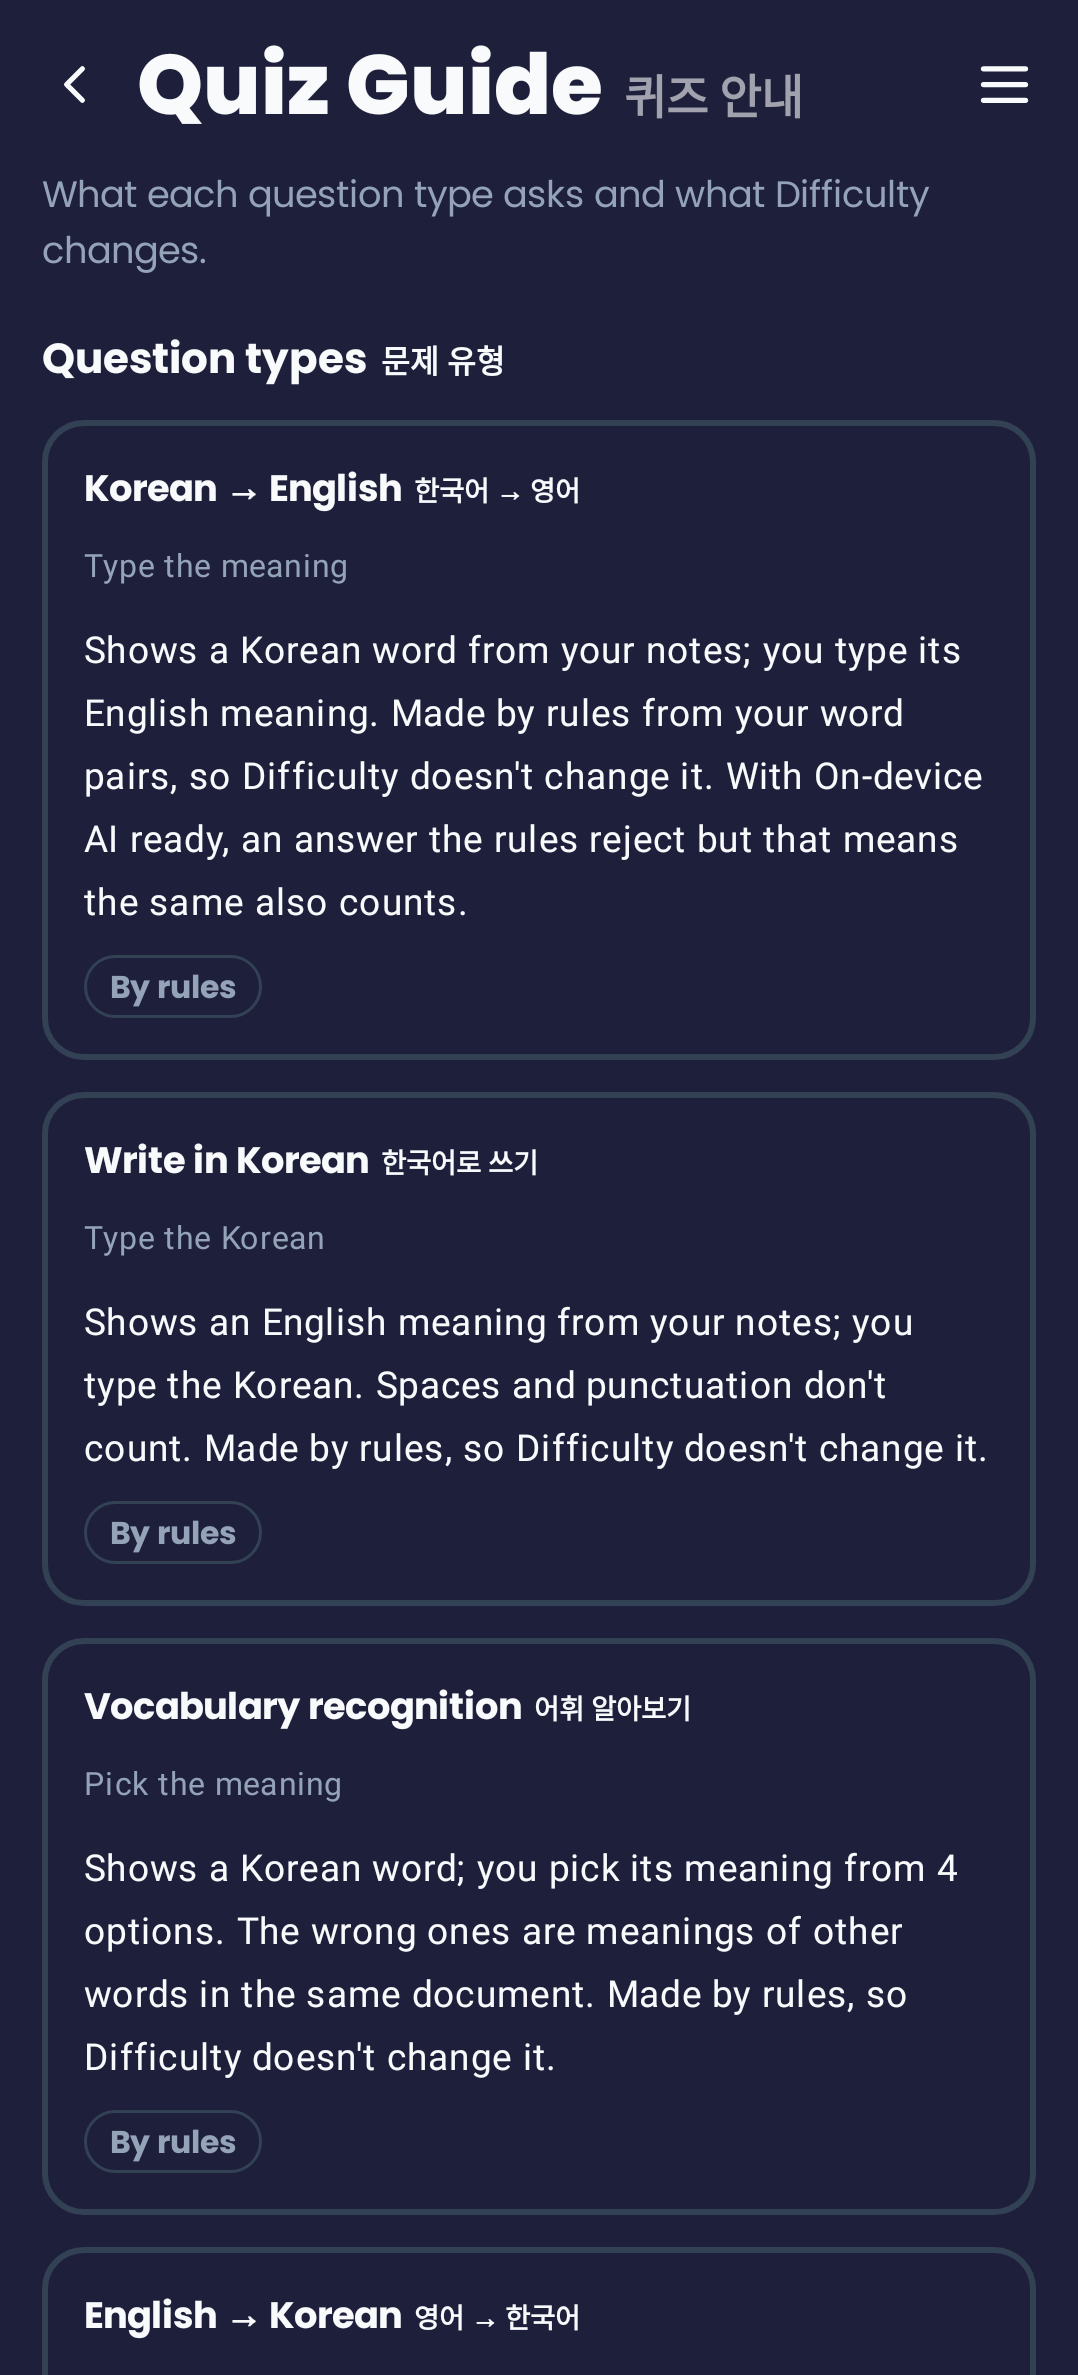 Quiz Guide 퀴즈 안내
What each question type asks and what Difficulty
changes.
Question types 문제 유형
Korean → English 한국어 → 영어
Type the meaning
Shows a Korean word from your notes; you type its
English meaning. Made by rules from your word
pairs, so Difficulty doesn't change it. With On-device
AI ready, an answer the rules reject but that means
the same also counts.
By rules
Write in Korean 한국어로 쓰기
Type the Korean
Shows an English meaning from your notes; you
type the Korean. Spaces and punctuation don't
count. Made by rules, so Difficulty doesn't change it.
By rules
Vocabulary recognition 어휘 알아보기
Pick the meaning
Shows a Korean word; you pick its meaning from 4
options. The wrong ones are meanings of other
words in the same document. Made by rules, so
Difficulty doesn't change it.
By rules
English → Korean 영어 → 한국어